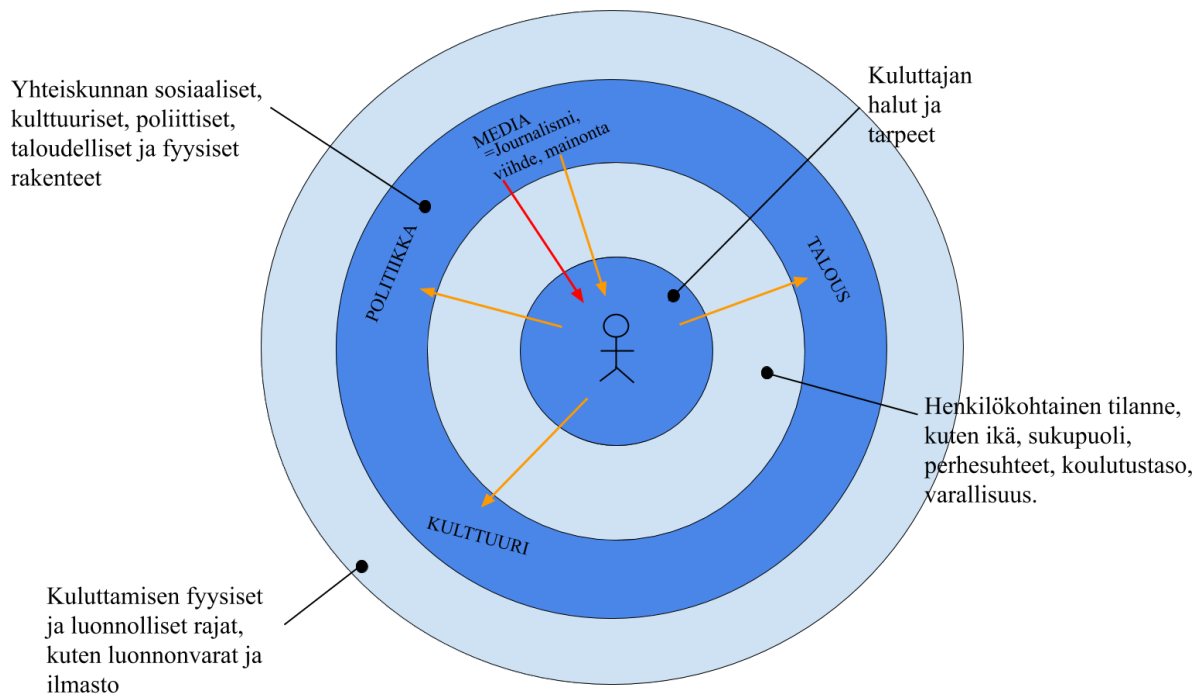 Yhteiskunnan sosiaaliset,
kulttuuriset, poliittiset,
taloudelliset ja fyysiset
rakenteet
MEDIA
=Journalismi,
viihde, mainonta
Kuluttajan
halut ja
tarpeet
POLITIIKKA
TALOUS
Henkilökohtainen tilanne,
kuten ikä, sukupuoli,
perhesuhteet, koulutustaso,
varallisuus.
KULTTUURI
Kuluttamisen fyysiset
ja luonnolliset rajat,
kuten luonnonvarat ja
ilmasto